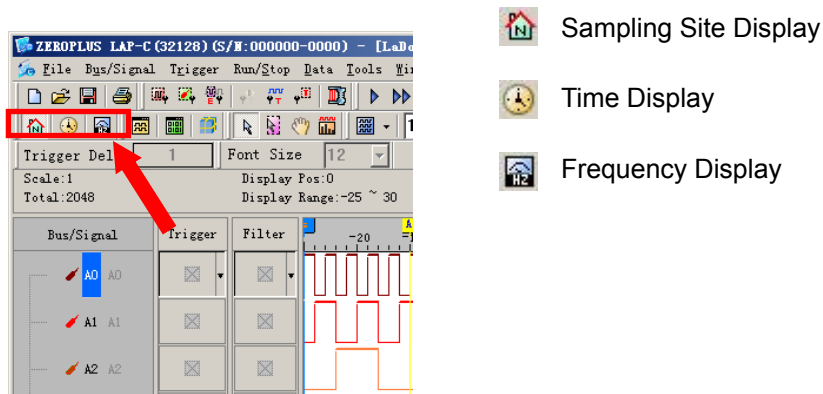 ZEROPLUS LAP-C(32128)(S/N:000000-0000) - [LaDo
File Bus/Signal Trigger Run/Stop Data Tools Wi
Trigger Del 1 Font Size 12
Scale:1 Display Pos:0
Total:2048 Display Range:-25 ~ 30
Bus/Signal Trigger Filter -20
A0 A0
A1 A1
A2 A2
Sampling Site Display
Time Display
Frequency Display